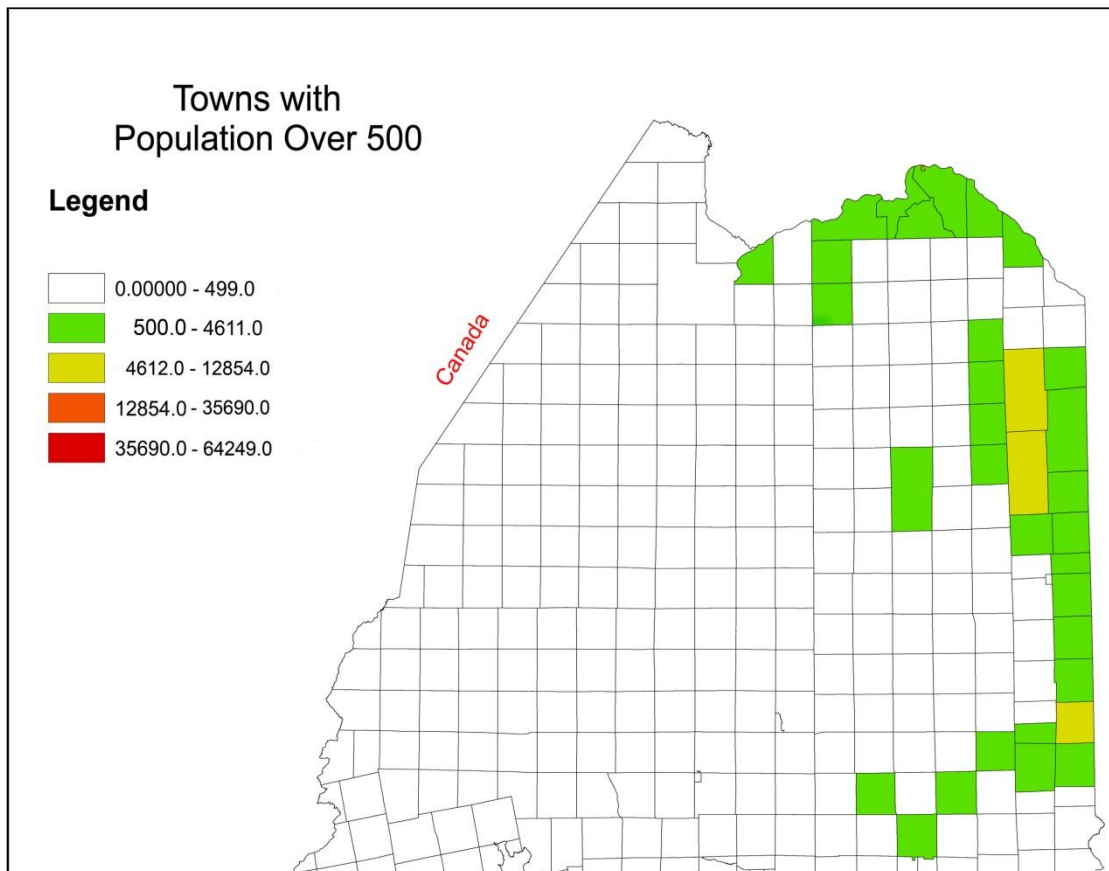 Towns with
Population Over 500
Legend
0.00000 - 499.0
500.0 - 4611.0
4612.0 - 12854.0
12854.0 - 35690.0
35690.0 - 64249.0
Canada